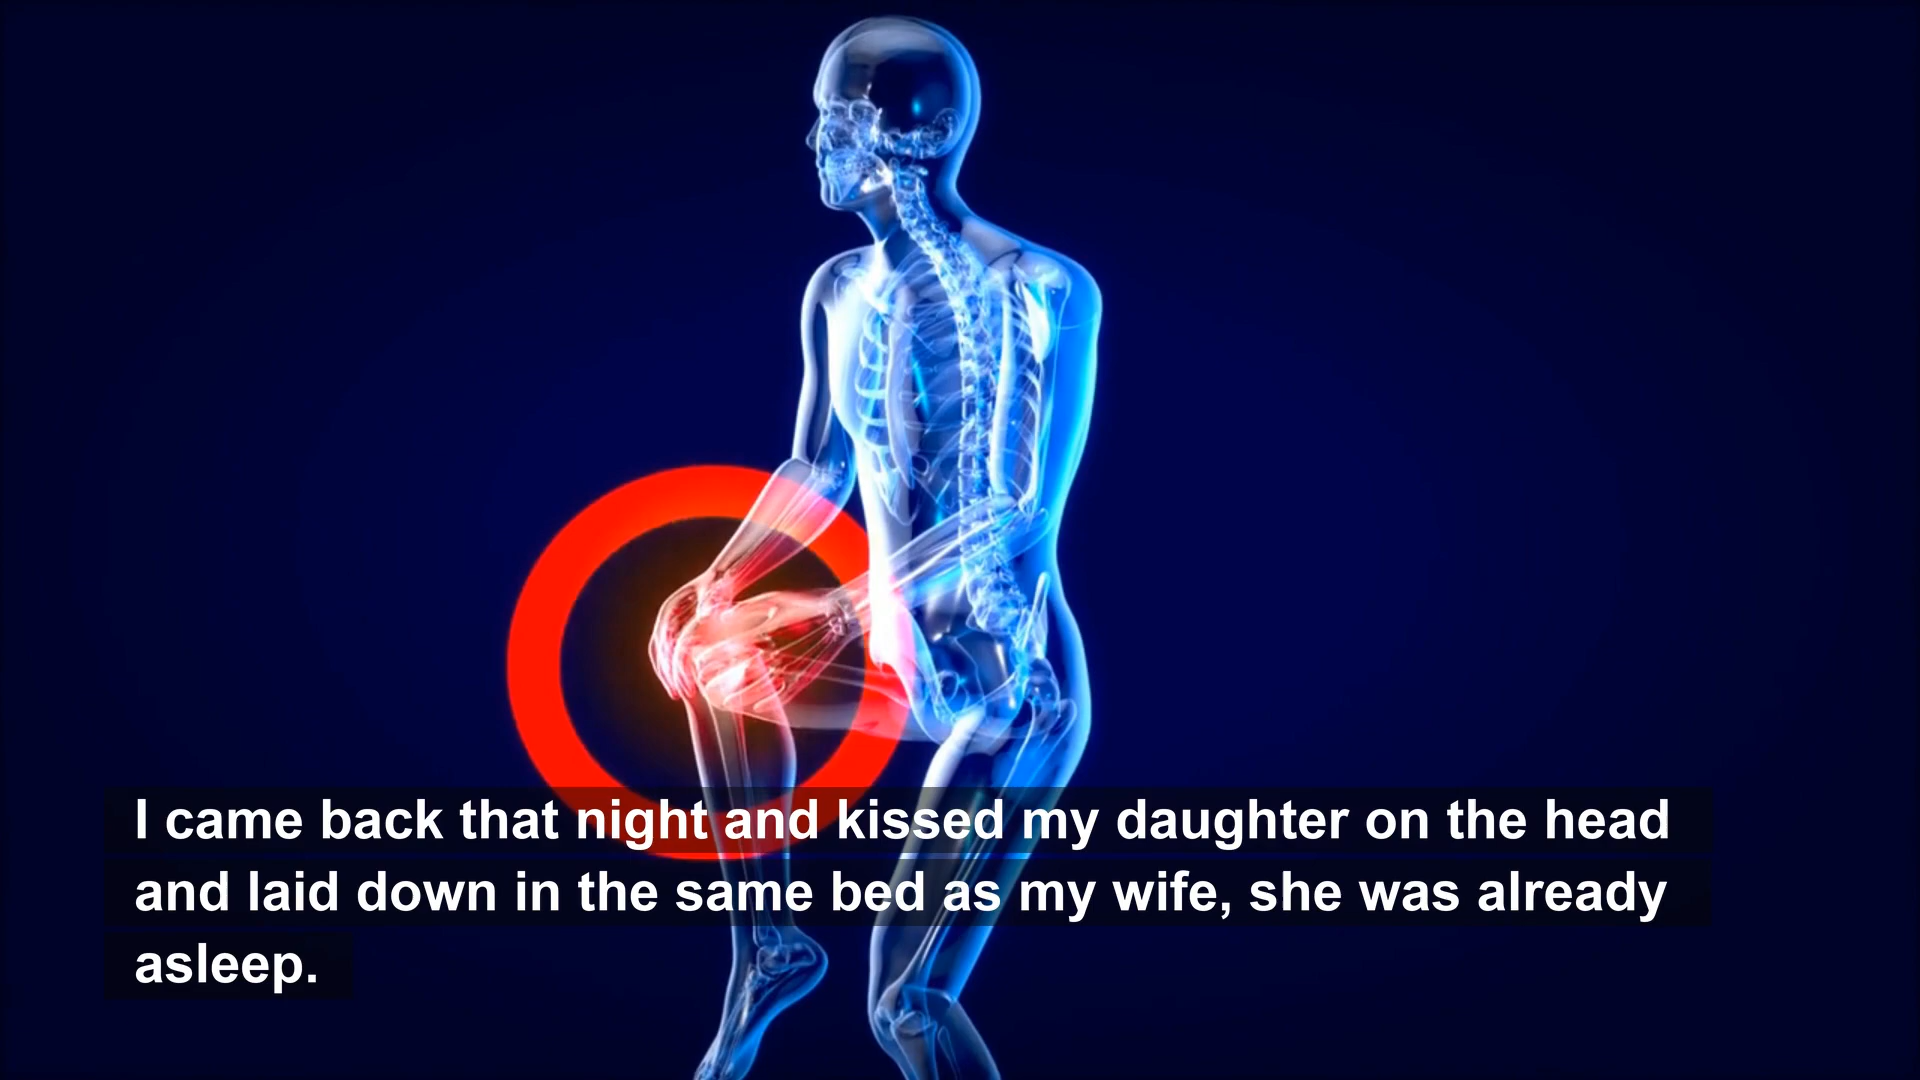 I came back that night and kissed my daughter on the head
and laid down in the same bed as my wife, she was already
asleep.